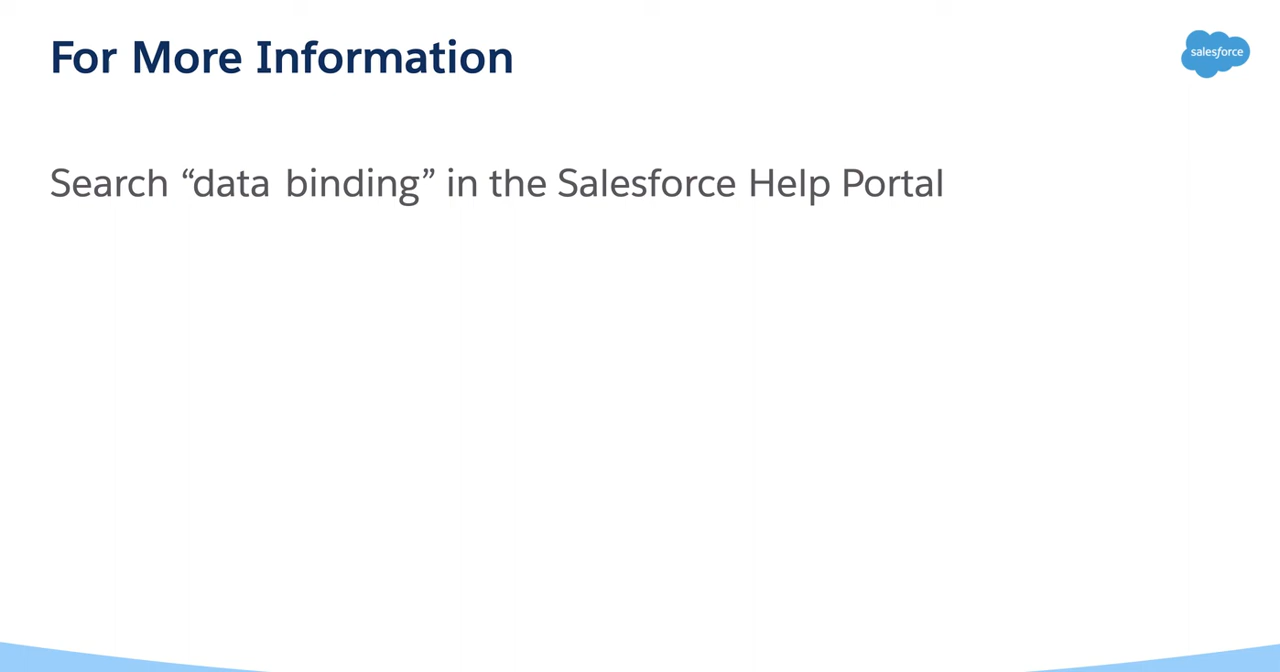 For More Information
salesforce
Search “data binding” in the Salesforce Help Portal